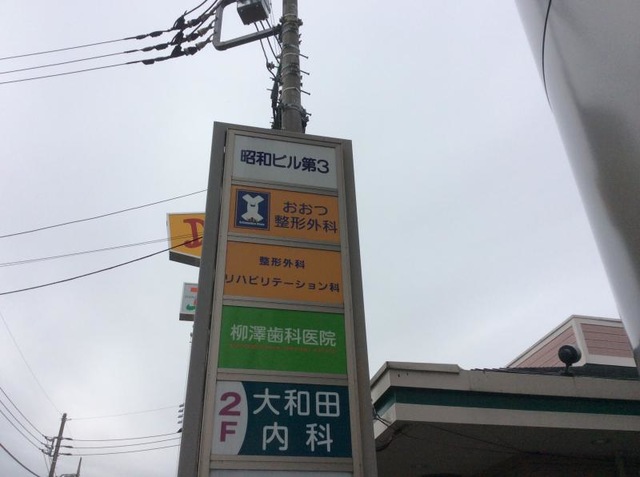 昭和ビル第3
おおつ
整形外科
整形外科
リハビリテーション科
柳澤歯科医院
2F
大和田
内科
D